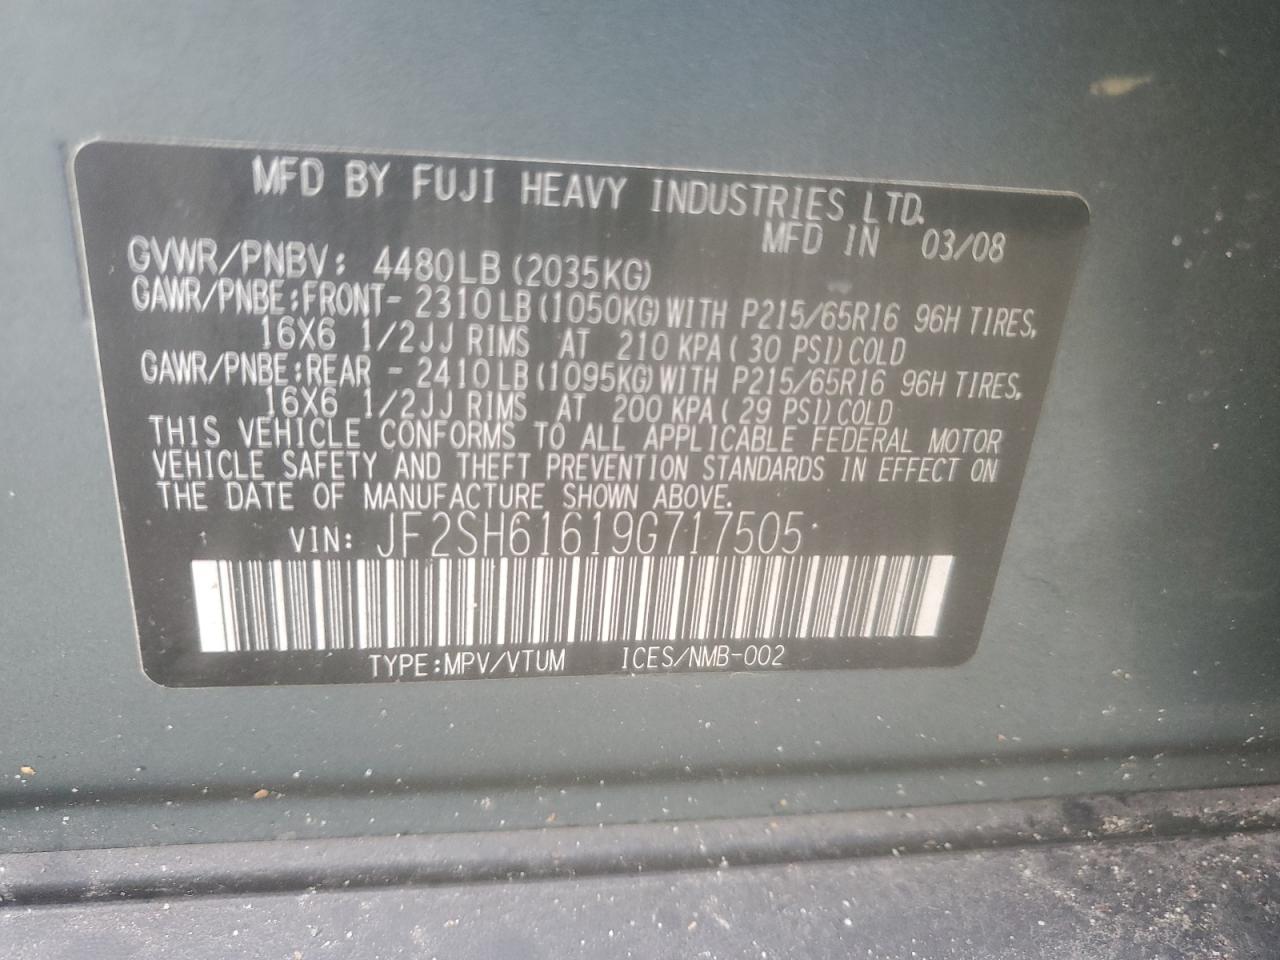 MFD BY FUJI HEAVY INDUSTRIES LTD.
MFD IN 03/08
GVWR/PNBV: 4480LB (2035KG)
GAWR/PNBE:FRONT- 2310LB (1050KG) WITH P215/65R16 96H TIRES,
16X6 1/2JJ RIMS AT 210 KPA (30 PSI) COLD
GAWR/PNBE:REAR - 2410LB (1095KG) WITH P215/65R16 96H TIRES,
16X6 1/2JJ RIMS AT 200 KPA (29 PSI) COLD
THIS VEHICLE CONFORMS TO ALL APPLICABLE FEDERAL MOTOR
VEHICLE SAFETY AND THEFT PREVENTION STANDARDS IN EFFECT ON
THE DATE OF MANUFACTURE SHOWN ABOVE.
VIN: JF2SH61619G717505
TYPE:MPV/VTUM ICES/NMB-002